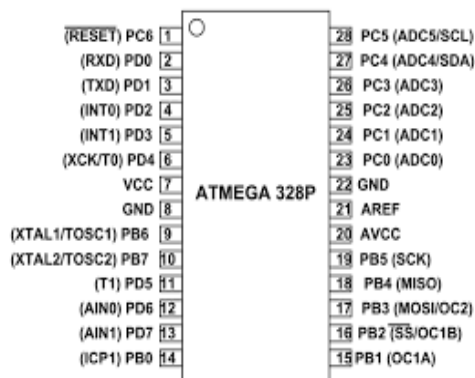 (RESET) PC6 1
(RXD) PD0 2
(TXD) PD1 3
(INT0) PD2 4
(INT1) PD3 5
(XCK/T0) PD4 6
VCC 7
GND 8
(XTAL1/TOSC1) PB6 9
(XTAL2/TOSC2) PB7 10
(T1) PD5 11
(AIN0) PD6 12
(AIN1) PD7 13
(ICP1) PB0 14
ATMEGA 328P
28 PC5 (ADC5/SCL)
27 PC4 (ADC4/SDA)
26 PC3 (ADC3)
25 PC2 (ADC2)
24 PC1 (ADC1)
23 PC0 (ADC0)
22 GND
21 AREF
20 AVCC
19 PB5 (SCK)
18 PB4 (MISO)
17 PB3 (MOSI/OC2)
16 PB2 (SS/OC1B)
15 PB1 (OC1A)